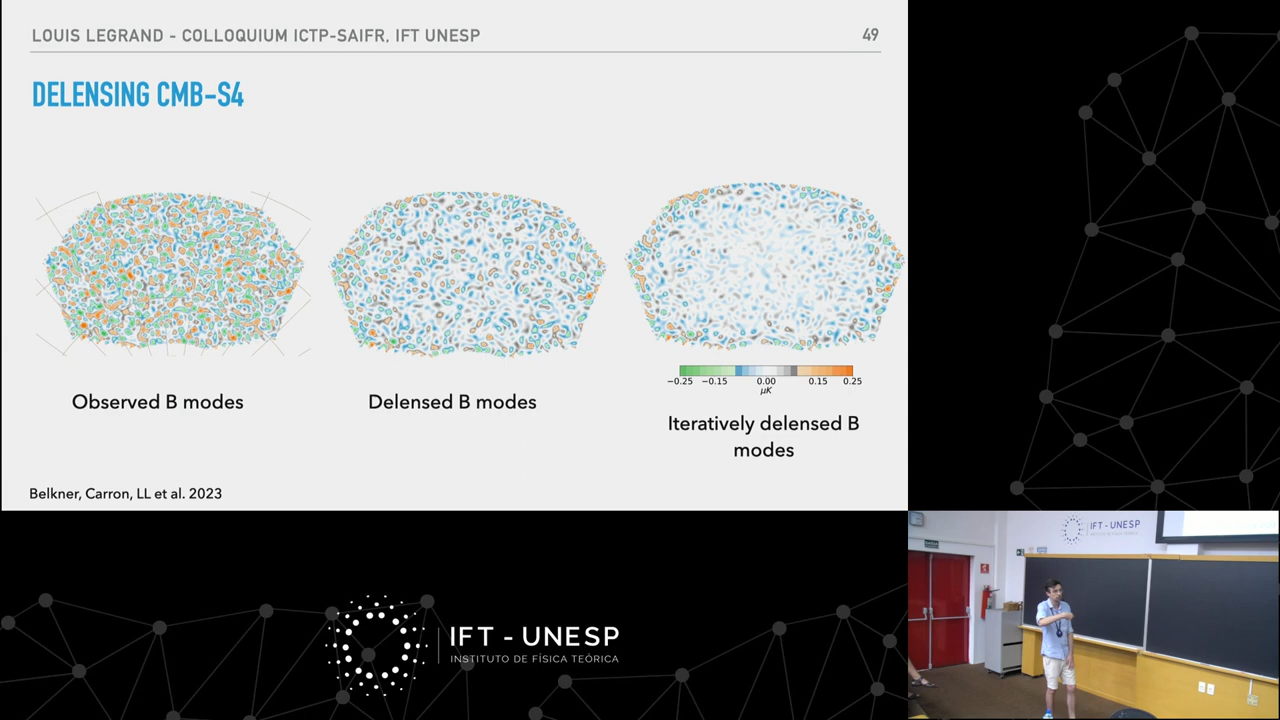 LOUIS LEGRAND - COLLOQUIUM ICTP-SAIFR, IFT UNESP
49
DELENSING CMB-S4
−0.25 −0.15 0.00 0.15 0.25
μK
Observed B modes
Delensed B modes
Iteratively delensed B
modes
Belkner, Carron, LL et al. 2023
IFT - UNESP
IFT - UNESP
INSTITUTO DE FÍSICA TEÓRICA